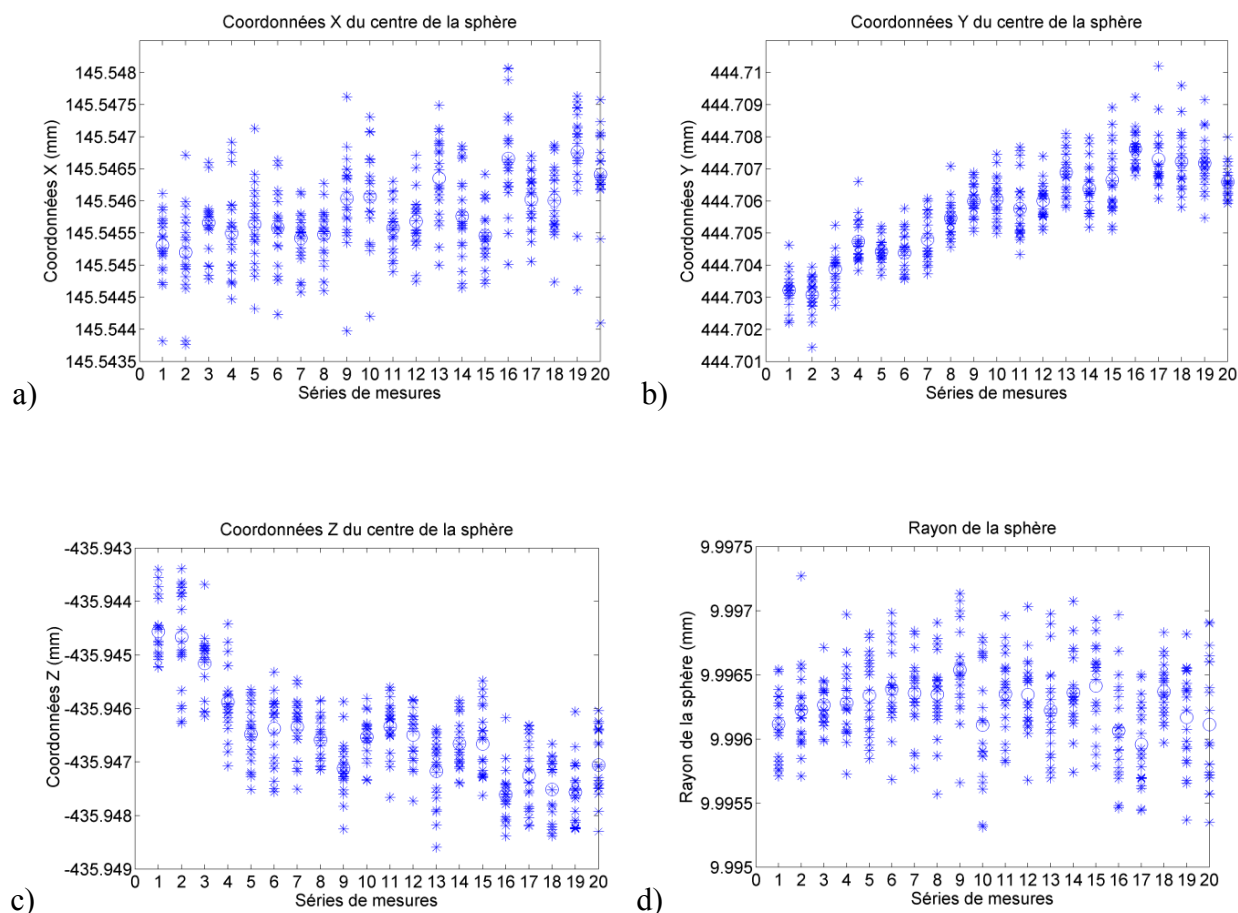 Coordonnées X du centre de la sphère
145.548
145.5475
145.547
145.5465
145.546
145.5455
145.545
145.5445
145.544
145.5435
Coordonnées X (mm)
0 1 2 3 4 5 6 7 8 9 10 11 12 13 14 15 16 17 18 19 20
Séries de mesures
a)
Coordonnées Y du centre de la sphère
444.71
444.709
444.708
444.707
444.706
444.705
444.704
444.703
444.702
444.701
Coordonnées Y (mm)
0 1 2 3 4 5 6 7 8 9 10 11 12 13 14 15 16 17 18 19 20
Séries de mesures
b)
Coordonnées Z du centre de la sphère
-435.943
-435.944
-435.945
-435.946
-435.947
-435.948
-435.949
Coordonnées Z (mm)
0 1 2 3 4 5 6 7 8 9 10 11 12 13 14 15 16 17 18 19 20
Séries de mesures
c)
Rayon de la sphère
9.9975
9.997
9.9965
9.996
9.9955
9.995
Rayon de la sphère (mm)
0 1 2 3 4 5 6 7 8 9 10 11 12 13 14 15 16 17 18 19 20
Séries de mesures
d)